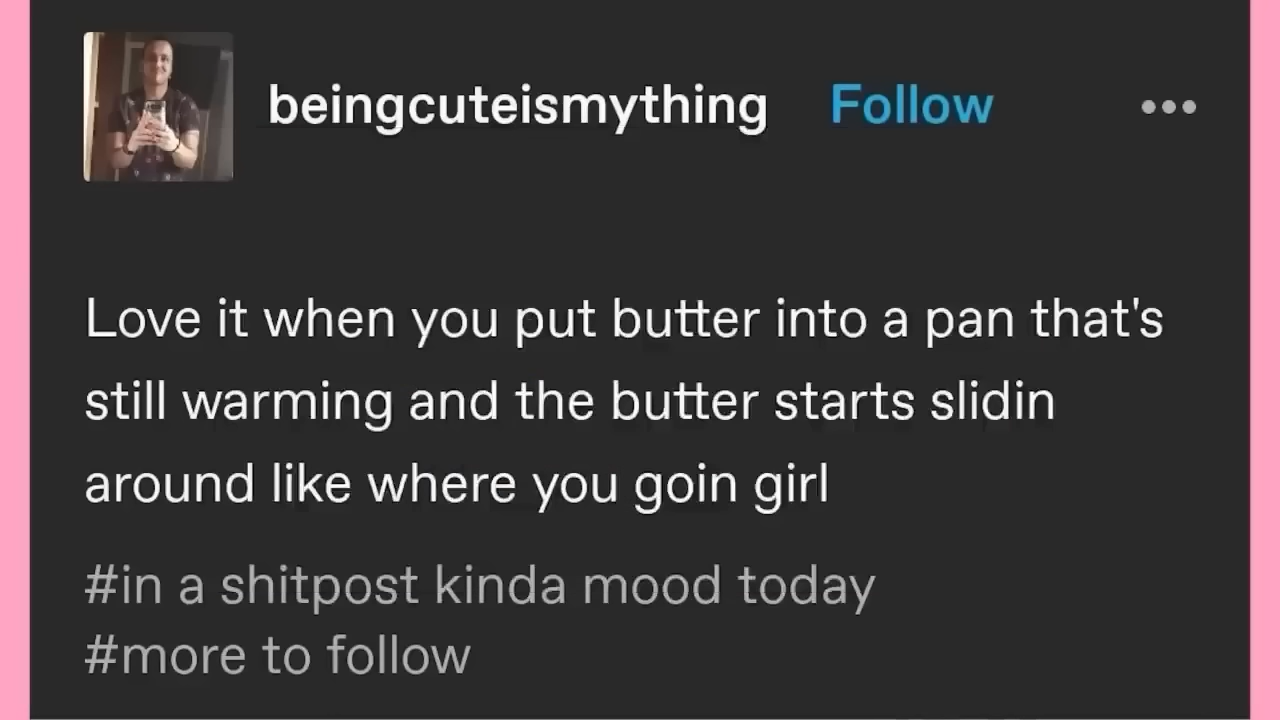 beingcuteismything Follow
Love it when you put butter into a pan that's
still warming and the butter starts slidin
around like where you goin girl
#in a shitpost kinda mood today
#more to follow